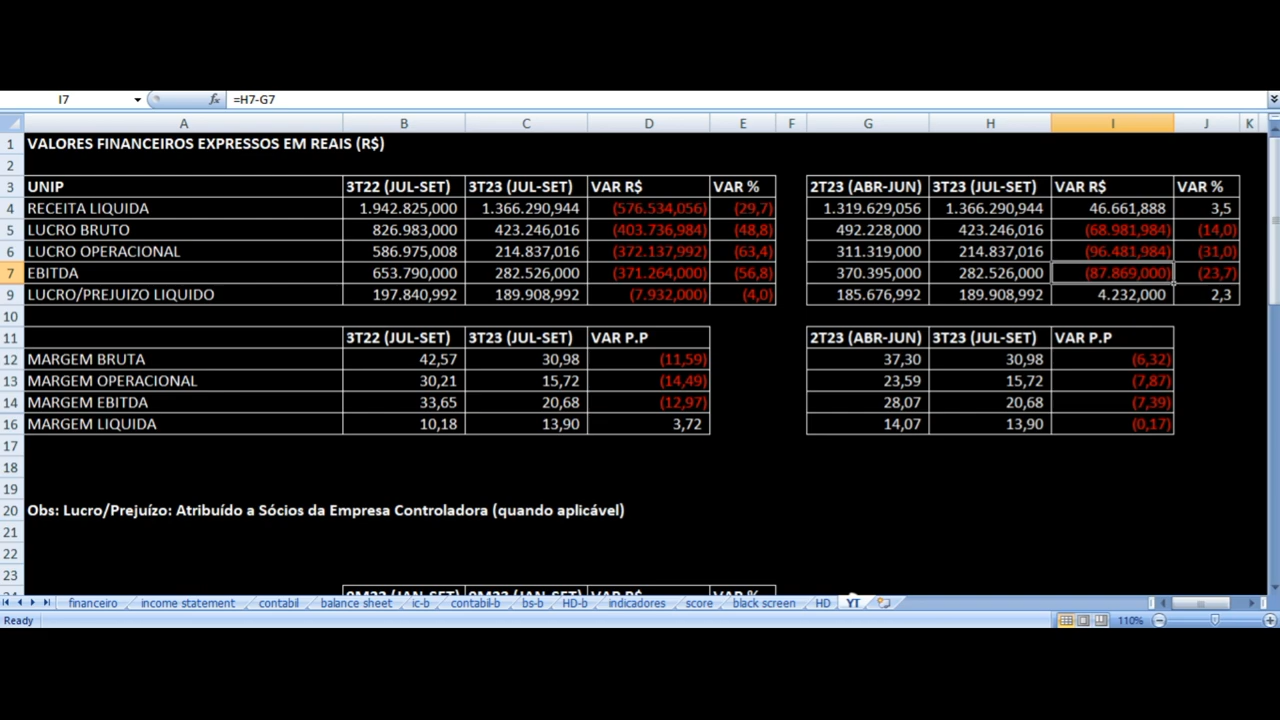 I7 fx =H7-G7
A B C D E F G H I J K
1 VALORES FINANCEIROS EXPRESSOS EM REAIS (R$)
2
3 UNIP 3T22 (JUL-SET) 3T23 (JUL-SET) VAR R$ VAR % 2T23 (ABR-JUN) 3T23 (JUL-SET) VAR R$ VAR %
4 RECEITA LIQUIDA 1.942.825,000 1.366.290,944 (576.534,056) (29,7) 1.319.629,056 1.366.290,944 46.661,888 3,5
5 LUCRO BRUTO 826.983,000 423.246,016 (403.736,984) (48,8) 492.228,000 423.246,016 (68.981,984) (14,0)
6 LUCRO OPERACIONAL 586.975,008 214.837,016 (372.137,992) (63,4) 311.319,000 214.837,016 (96.481,984) (31,0)
7 EBITDA 653.790,000 282.526,000 (371.264,000) (56,8) 370.395,000 282.526,000 (87.869,000) (23,7)
9 LUCRO/PREJUIZO LIQUIDO 197.840,992 189.908,992 (7.932,000) (4,0) 185.676,992 189.908,992 4.232,000 2,3
10
11 3T22 (JUL-SET) 3T23 (JUL-SET) VAR P.P 2T23 (ABR-JUN) 3T23 (JUL-SET) VAR P.P
12 MARGEM BRUTA 42,57 30,98 (11,59) 37,30 30,98 (6,32)
13 MARGEM OPERACIONAL 30,21 15,72 (14,49) 23,59 15,72 (7,87)
14 MARGEM EBITDA 33,65 20,68 (12,97) 28,07 20,68 (7,39)
16 MARGEM LIQUIDA 10,18 13,90 3,72 14,07 13,90 (0,17)
17
18
19
20 Obs: Lucro/Prejuízo: Atribuído a Sócios da Empresa Controladora (quando aplicável)
21
22
23
24 9M22 (JAN-SET) 9M23 (JAN-SET) VAR R$ VAR %
financeiro income statement contabil balance sheet ic-b contabil-b bs-b HD-b indicadores score black screen HD YT
Ready 110%